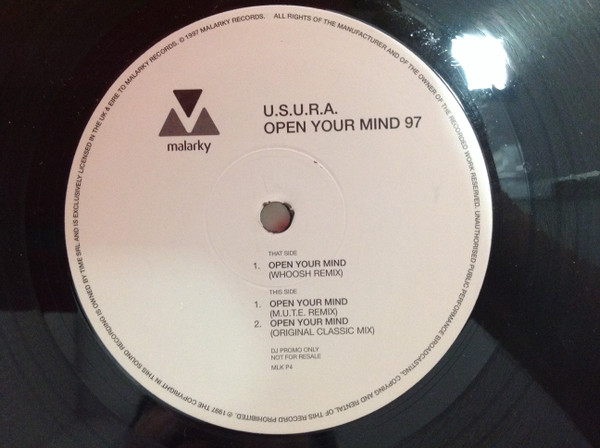 malarky
U.S.U.R.A.
OPEN YOUR MIND 97
THAT SIDE
1. OPEN YOUR MIND
(WHOOSH REMIX)
THIS SIDE
1. OPEN YOUR MIND
(M.U.T.E. REMIX)
2. OPEN YOUR MIND
(ORIGINAL CLASSIC MIX)
DJ PROMO ONLY
NOT FOR RESALE
MLK P4
℗ 1997 THE COPYRIGHT IN THIS SOUND RECORDING IS OWNED BY TIME SRL AND IS EXCLUSIVELY LICENSED IN THE UK & EIRE TO MALARKY RECORDS. © 1997 MALARKY RECORDS. ALL RIGHTS OF THE MANUFACTURER AND OF THE OWNER OF THE RECORDED WORK RESERVED. UNAUTHORISED PUBLIC PERFORMANCE BROADCASTING, COPYING AND RENTAL OF THIS RECORD PROHIBITED.